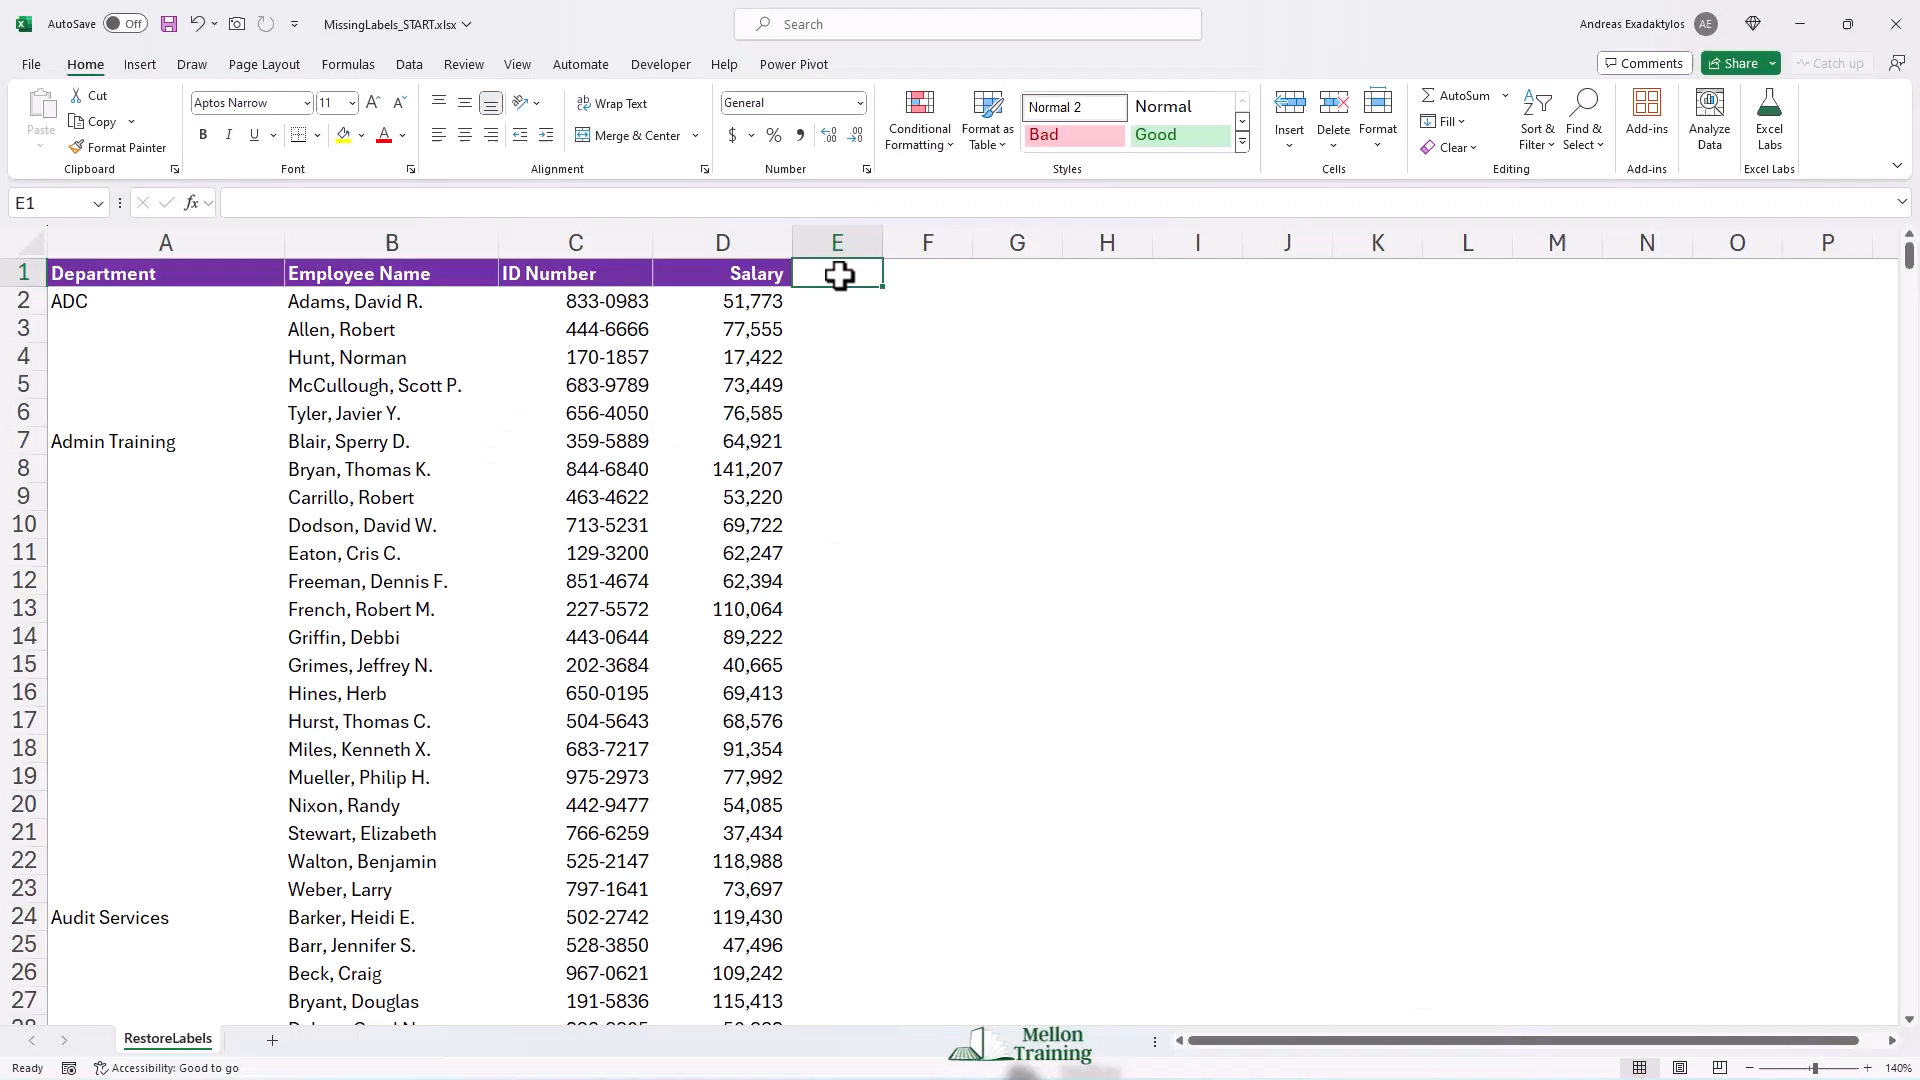 AutoSave Off MissingLabels_START.xlsx Search Andreas Exadaktylos AE
File Home Insert Draw Page Layout Formulas Data Review View Automate Developer Help Power Pivot Comments Share Catch up
Paste Cut Copy Format Painter Clipboard
Aptos Narrow 11 B I U A Font
Wrap Text Merge & Center Alignment
General $ % Number
Conditional Formatting Format as Table Normal 2 Normal Bad Good Styles
Insert Delete Format Cells
AutoSum Fill Clear Sort & Filter Find & Select Editing
Add-ins Add-ins
Analyze Data
Excel Labs Excel Labs
E1 fx
A B C D E F G H I J K L M N O P
1 Department Employee Name ID Number Salary
2 ADC Adams, David R. 833-0983 51,773
3 Allen, Robert 444-6666 77,555
4 Hunt, Norman 170-1857 17,422
5 McCullough, Scott P. 683-9789 73,449
6 Tyler, Javier Y. 656-4050 76,585
7 Admin Training Blair, Sperry D. 359-5889 64,921
8 Bryan, Thomas K. 844-6840 141,207
9 Carrillo, Robert 463-4622 53,220
10 Dodson, David W. 713-5231 69,722
11 Eaton, Cris C. 129-3200 62,247
12 Freeman, Dennis F. 851-4674 62,394
13 French, Robert M. 227-5572 110,064
14 Griffin, Debbi 443-0644 89,222
15 Grimes, Jeffrey N. 202-3684 40,665
16 Hines, Herb 650-0195 69,413
17 Hurst, Thomas C. 504-5643 68,576
18 Miles, Kenneth X. 683-7217 91,354
19 Mueller, Philip H. 975-2973 77,992
20 Nixon, Randy 442-9477 54,085
21 Stewart, Elizabeth 766-6259 37,434
22 Walton, Benjamin 525-2147 118,988
23 Weber, Larry 797-1641 73,697
24 Audit Services Barker, Heidi E. 502-2742 119,430
25 Barr, Jennifer S. 528-3850 47,496
26 Beck, Craig 967-0621 109,242
27 Bryant, Douglas 191-5836 115,413
RestoreLabels
Mellon
Training
Ready Accessibility: Good to go 140%